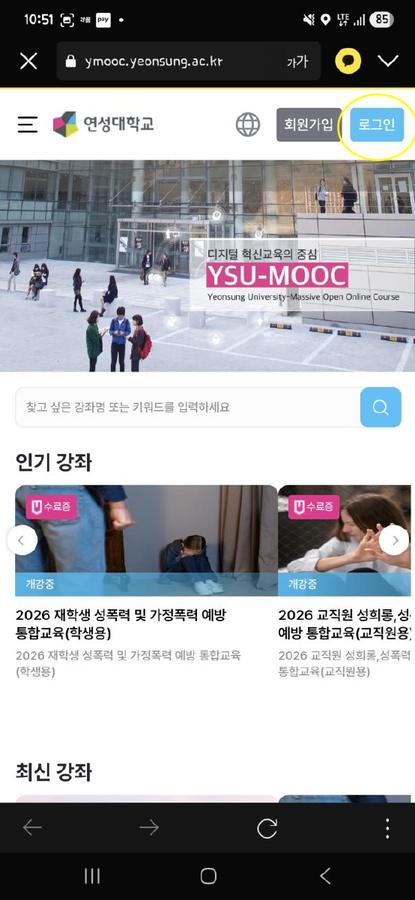 10:51 pay LTE 85
ymooc.yeonsung.ac.kr 가가
연성대학교 회원가입 로그인
디지털 혁신교육의 중심
YSU-MOOC
Yeonsung University-Massive Open Online Course
찾고 싶은 강좌명 또는 키워드를 입력하세요
인기 강좌
수료증 수료증
개강중 개강중
2026 재학생 성폭력 및 가정폭력 예방
통합교육(학생용)
2026 재학생 성폭력 및 가정폭력 예방 통합교육
(학생용)
2026 교직원 성희롱,성
예방 통합교육(교직원용)
2026 교직원 성희롱,성폭력
통합교육(교직원용)
최신 강좌